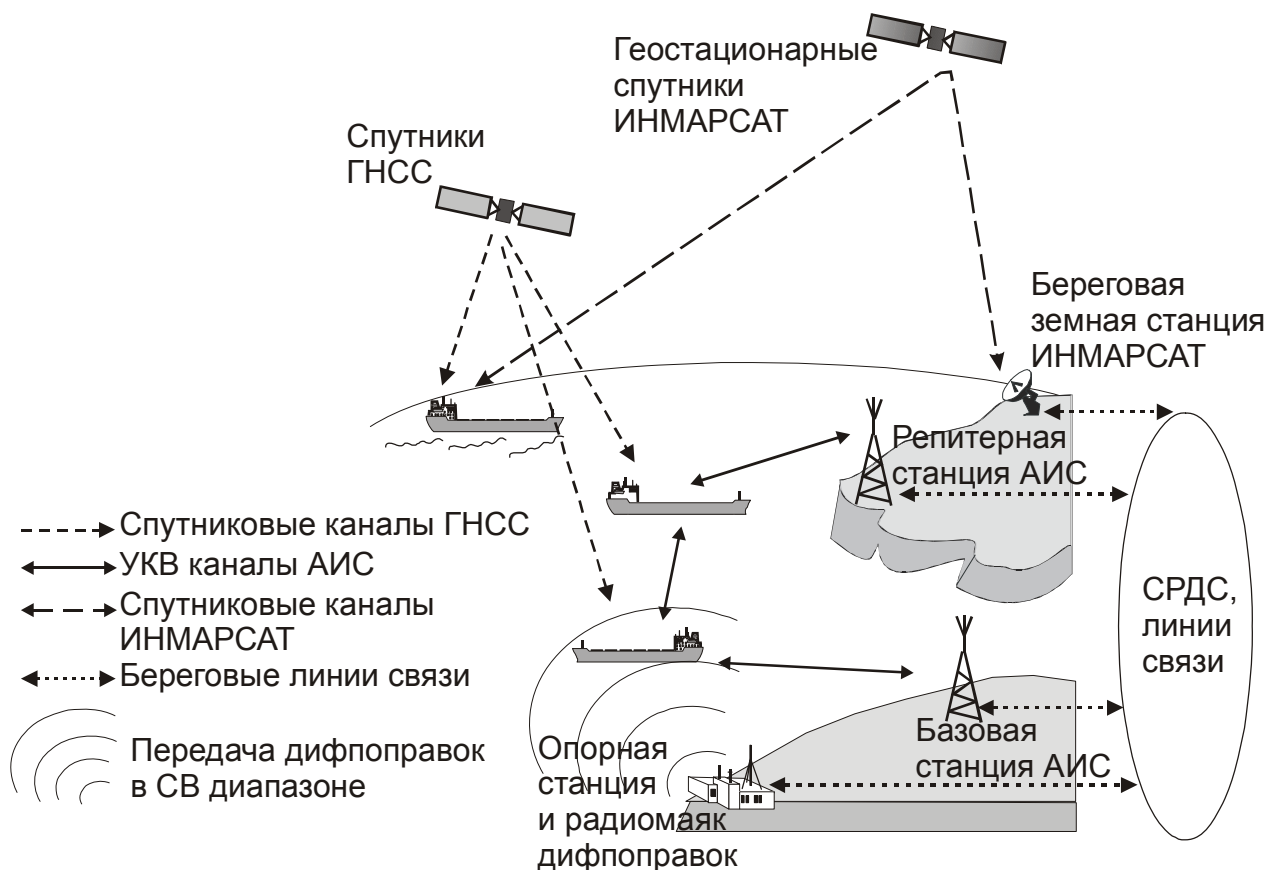 Геостационарные
спутники
ИНМАРСАТ
Спутники
ГНСС
Береговая
земная станция
ИНМАРСАТ
Репитерная
станция АИС
Спутниковые каналы ГНСС
УКВ каналы АИС
Спутниковые каналы
ИНМАРСАТ
Береговые линии связи
Передача дифпоправок
в СВ диапазоне
СРДС,
линии
связи
Базовая
станция АИС
Опорная
станция
и радиомаяк
дифпоправок